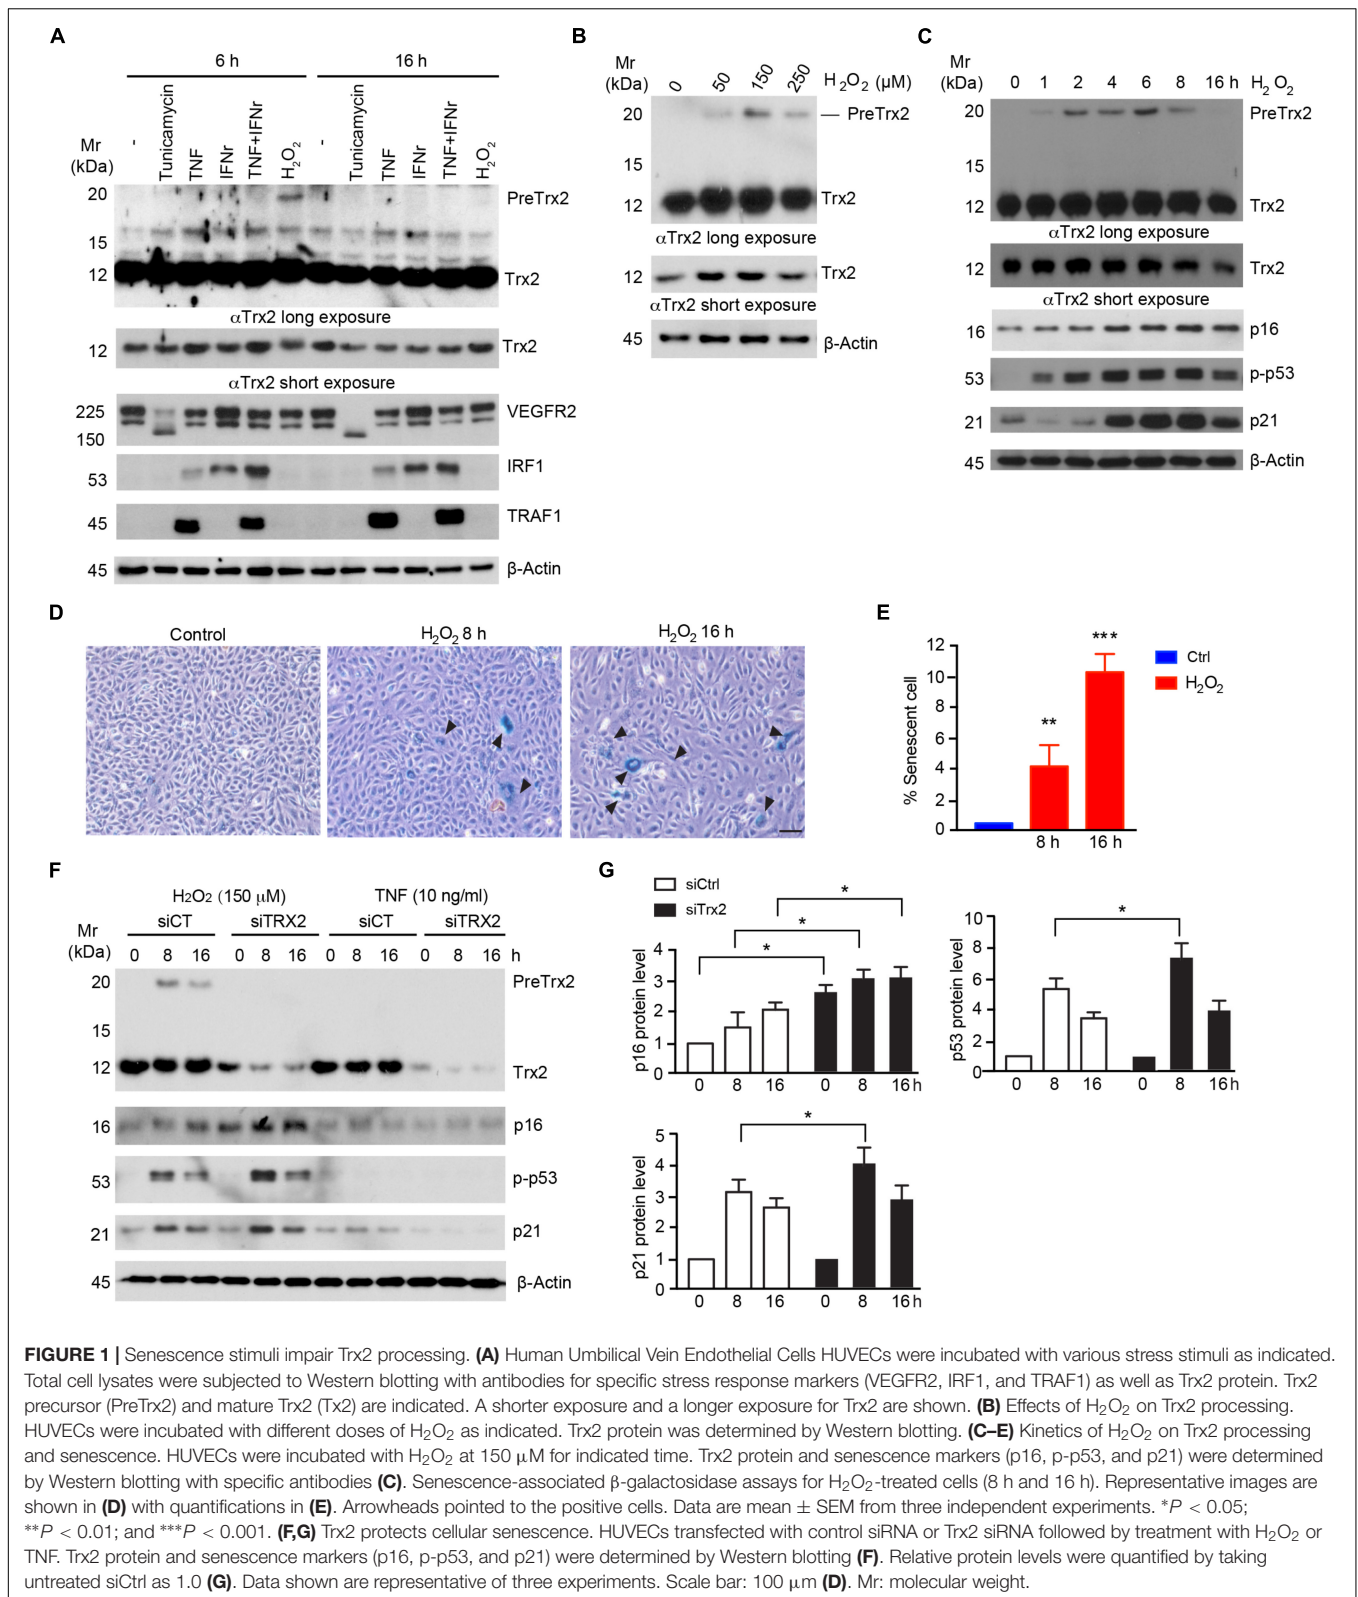 A
6 h
16 h
Mr
(kDa)
-
Tunicamycin
TNF
IFNr
TNF+IFNr
H2O2
-
Tunicamycin
TNF
IFNr
TNF+IFNr
H2O2
20
PreTrx2
15
12
Trx2
αTrx2 long exposure
12
Trx2
αTrx2 short exposure
225
VEGFR2
150
IRF1
53
45
TRAF1
45
β-Actin
B
Mr
(kDa)
0
50
150
250
H2O2 (μM)
20
— PreTrx2
15
12
Trx2
αTrx2 long exposure
12
Trx2
αTrx2 short exposure
45
β-Actin
C
Mr
(kDa)
0 1 2 4 6 8 16 h H2O2
20
PreTrx2
15
12
Trx2
αTrx2 long exposure
12
Trx2
αTrx2 short exposure
16
p16
53
p-p53
21
p21
45
β-Actin
D
Control
H2O2 8 h
H2O2 16 h
E
% Senescent cell
12
10
8
6
4
2
0
**
***
8 h
16 h
Ctrl
H2O2
F
H2O2 (150 μM)
TNF (10 ng/ml)
siCT siTRX2 siCT siTRX2
Mr
(kDa)
0 8 16 0 8 16 0 8 16 0 8 16 h
20
PreTrx2
15
12
Trx2
16
p16
53
p-p53
21
p21
45
β-Actin
G
siCtrl
siTrx2
p16 protein level
4
3
2
1
0
*
*
*
0 8 16 0 8 16 h
p53 protein level
10
8
6
4
2
0
*
0 8 16 0 8 16 h
p21 protein level
5
4
3
2
1
0
*
0 8 16 0 8 16 h
FIGURE 1 | Senescence stimuli impair Trx2 processing. (A) Human Umbilical Vein Endothelial Cells HUVECs were incubated with various stress stimuli as indicated.
Total cell lysates were subjected to Western blotting with antibodies for specific stress response markers (VEGFR2, IRF1, and TRAF1) as well as Trx2 protein. Trx2
precursor (PreTrx2) and mature Trx2 (Tx2) are indicated. A shorter exposure and a longer exposure for Trx2 are shown. (B) Effects of H2O2 on Trx2 processing.
HUVECs were incubated with different doses of H2O2 as indicated. Trx2 protein was determined by Western blotting. (C–E) Kinetics of H2O2 on Trx2 processing
and senescence. HUVECs were incubated with H2O2 at 150 μM for indicated time. Trx2 protein and senescence markers (p16, p-p53, and p21) were determined
by Western blotting with specific antibodies (C). Senescence-associated β-galactosidase assays for H2O2-treated cells (8 h and 16 h). Representative images are
shown in (D) with quantifications in (E). Arrowheads pointed to the positive cells. Data are mean ± SEM from three independent experiments. *P < 0.05;
**P < 0.01; and ***P < 0.001. (F,G) Trx2 protects cellular senescence. HUVECs transfected with control siRNA or Trx2 siRNA followed by treatment with H2O2 or
TNF. Trx2 protein and senescence markers (p16, p-p53, and p21) were determined by Western blotting (F). Relative protein levels were quantified by taking
untreated siCtrl as 1.0 (G). Data shown are representative of three experiments. Scale bar: 100 μm (D). Mr: molecular weight.